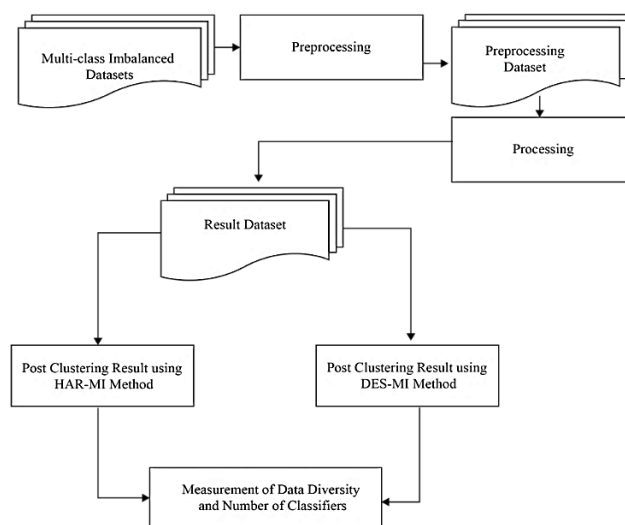 Multi-class Imbalanced
Datasets
Preprocessing
Preprocessing
Dataset
Processing
Result Dataset
Post Clustering Result using
HAR-MI Method
Post Clustering Result using
DES-MI Method
Measurement of Data Diversity
and Number of Classifiers